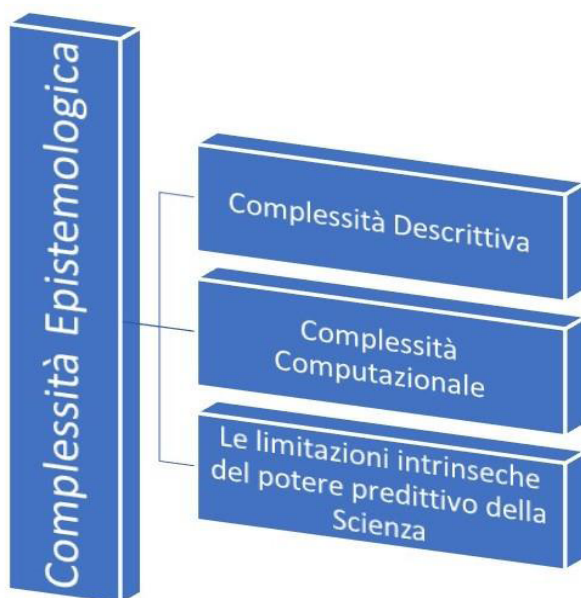 Complessità Epistemologica
Complessità Descrittiva
Complessità
Computazionale
Le limitazioni intrinseche
del potere predittivo della
Scienza